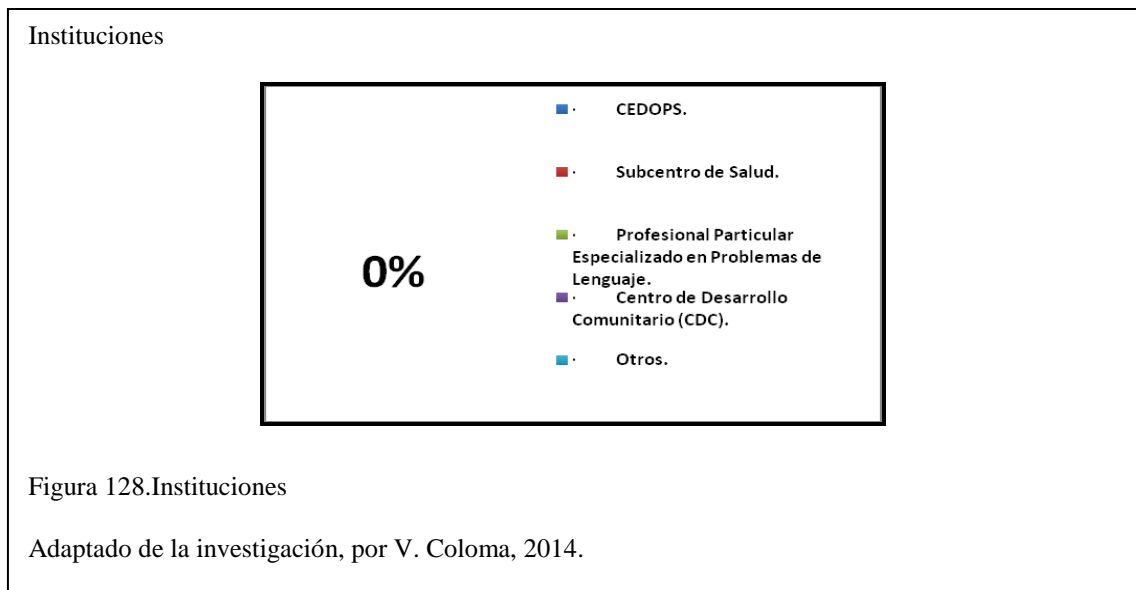 Instituciones
0%
· CEDOPS.
· Subcentro de Salud.
· Profesional Particular
Especializado en Problemas de
Lenguaje.
· Centro de Desarrollo
Comunitario (CDC).
· Otros.
Figura 128.Instituciones
Adaptado de la investigación, por V. Coloma, 2014.